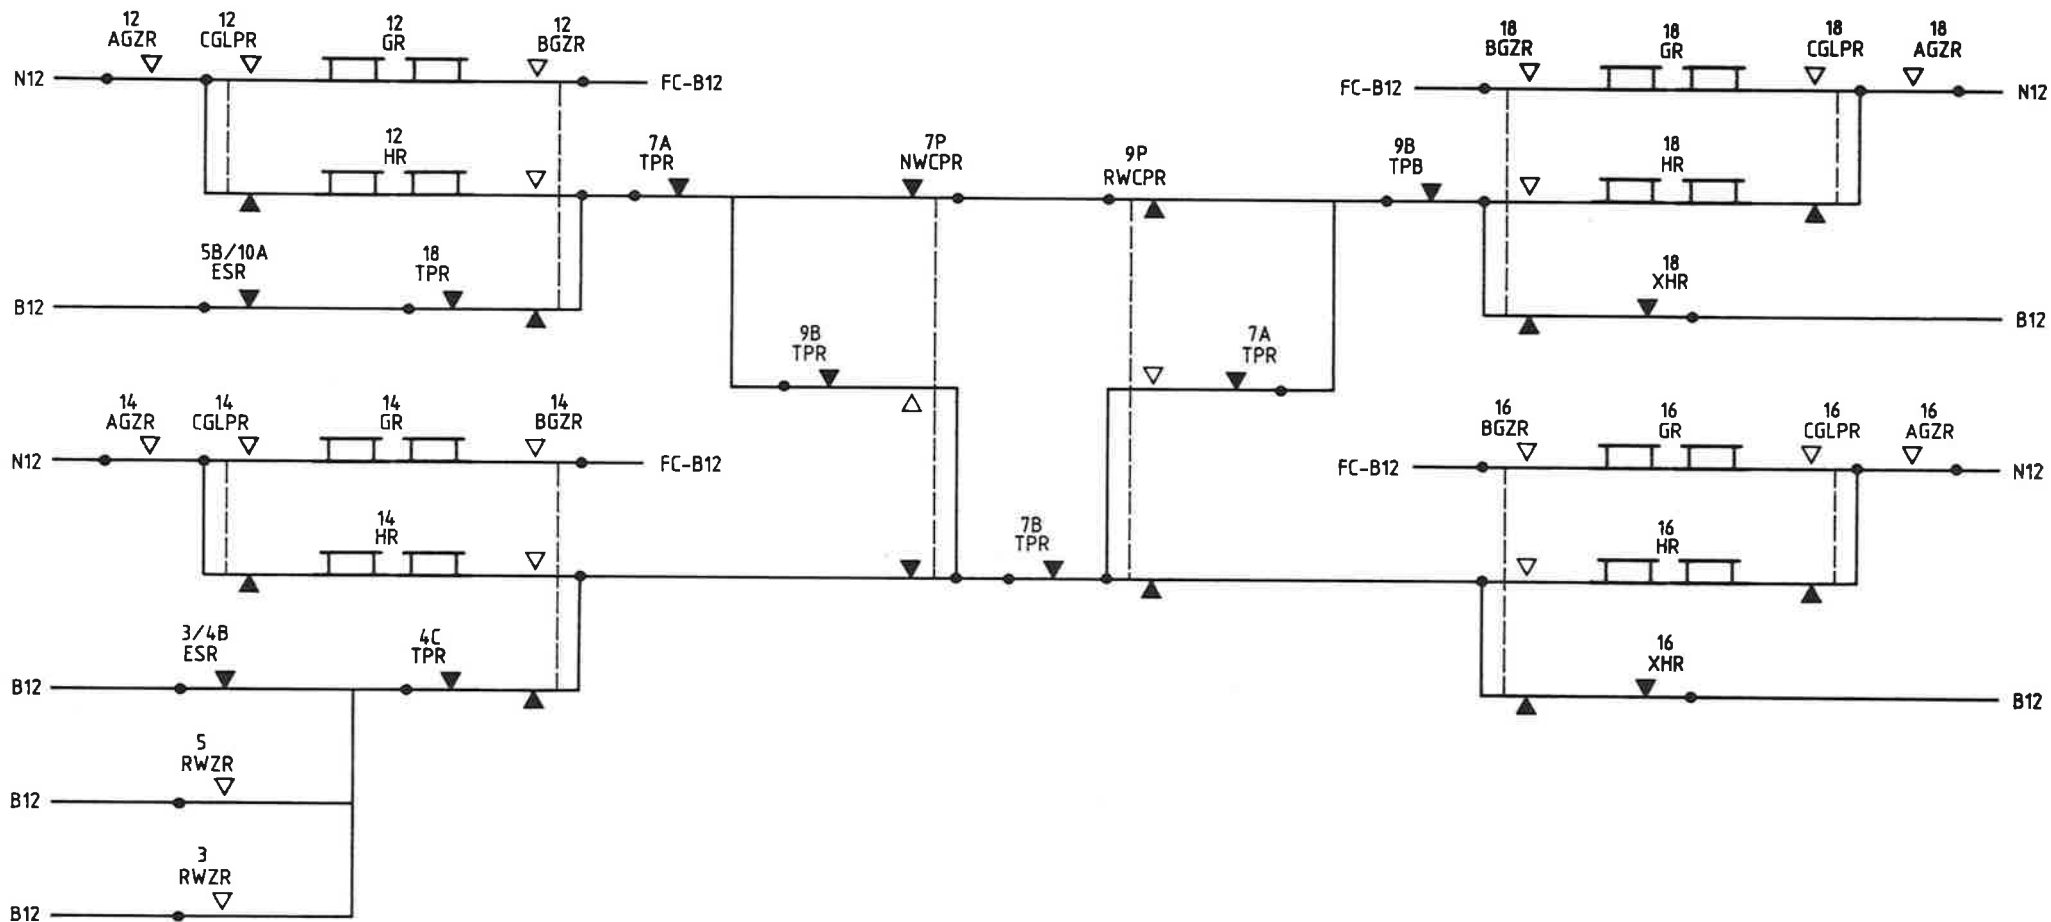 12
AGZR
12
CGLPR
12
GR
12
BGZR
N12
FC-B12
12
HR
7A
TPR
7P
NWCPR
9P
RWCPR
9B
TPB
5B/10A
ESR
18
TPR
B12
18
BGZR
18
GR
18
CGLPR
18
AGZR
FC-B12
N12
18
HR
18
XHR
B12
9B
TPR
7A
TPR
14
AGZR
14
CGLPR
14
GR
14
BGZR
N12
FC-B12
14
HR
7B
TPR
16
BGZR
16
GR
16
CGLPR
16
AGZR
FC-B12
N12
16
HR
16
XHR
B12
3/4B
ESR
4C
TPR
B12
5
RWZR
B12
3
RWZR
B12